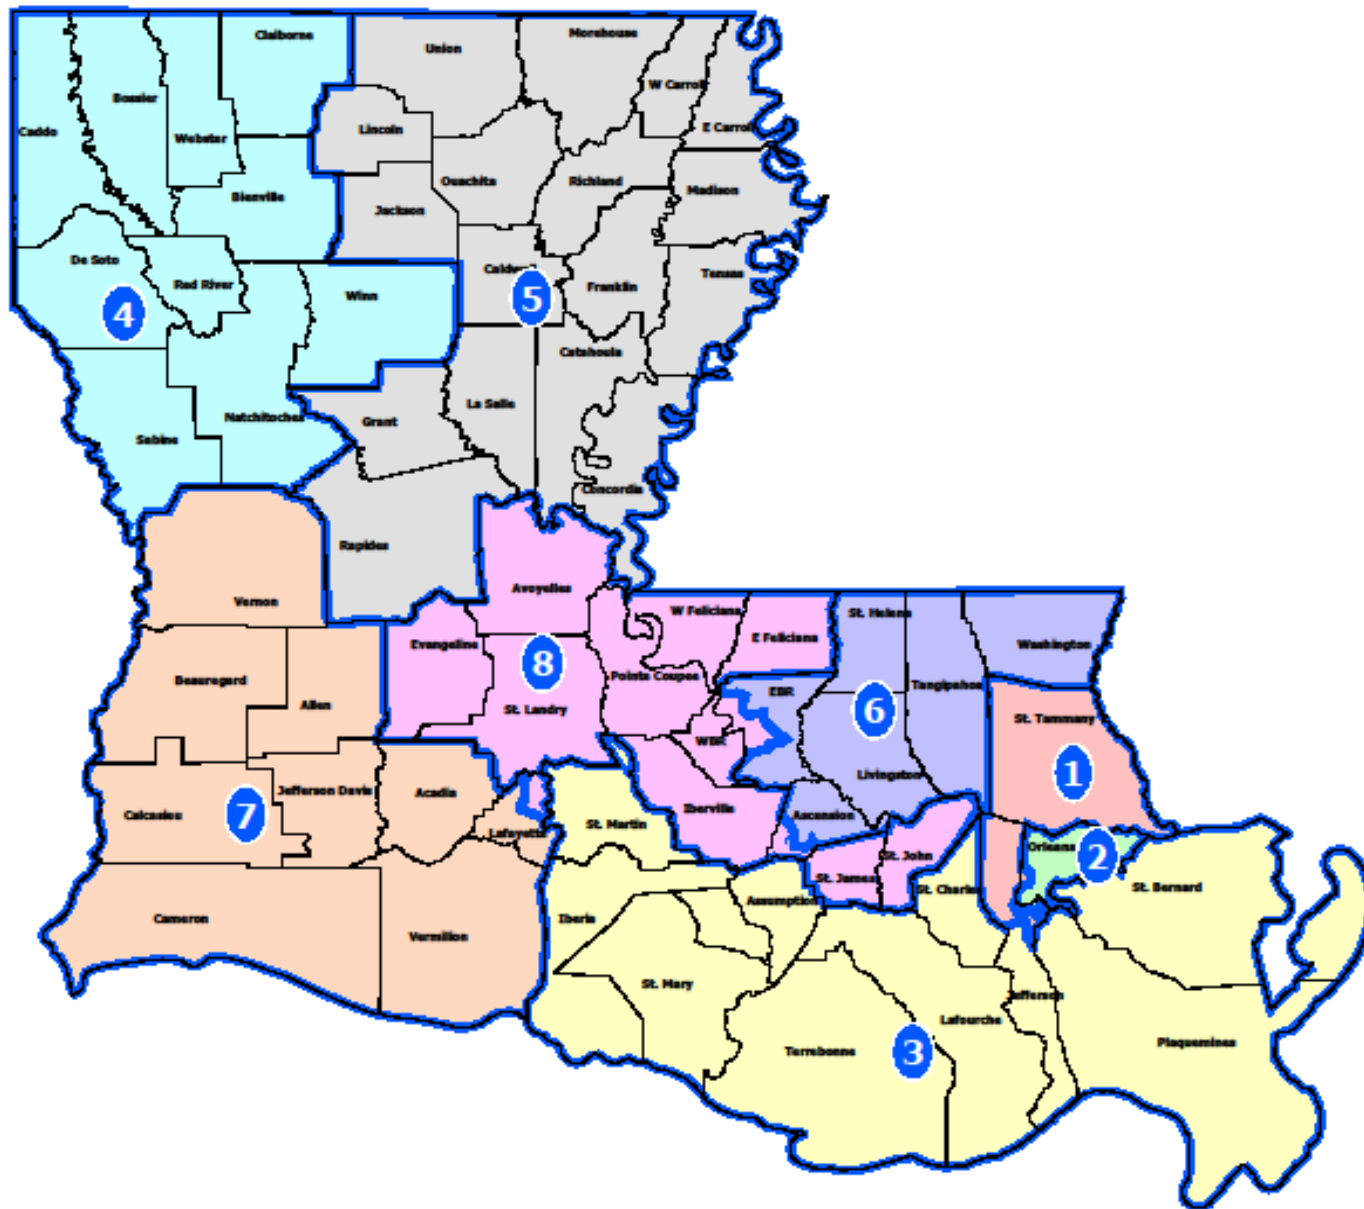 Claiborne
Union
Morehouse
W Carroll
Bossier
Caddo
Webster
Lincoln
E Carroll
Ouachita
Richland
Madison
Bienville
Jackson
De Soto
Red River
Winn
Caldwell
Franklin
Tensas
4
5
Catahoula
Natchitoches
Grant
La Salle
Sabine
Concordia
Rapides
Vernon
Avoyelles
W Feliciana
E Feliciana
St. Helena
Washington
Evangeline
8
Pointe Coupee
EBR
Tangipahoa
Beauregard
Allen
St. Landry
6
St. Tammany
WBR
1
Livingston
Calcasieu
7
Jefferson Davis
Acadia
Lafayette
St. Martin
Iberville
Ascension
Orleans
2
St. John
St. James
St. Charles
St. Bernard
Cameron
Vermilion
Iberia
Assumption
St. Mary
Jefferson
Lafourche
Terrebonne
3
Plaquemines